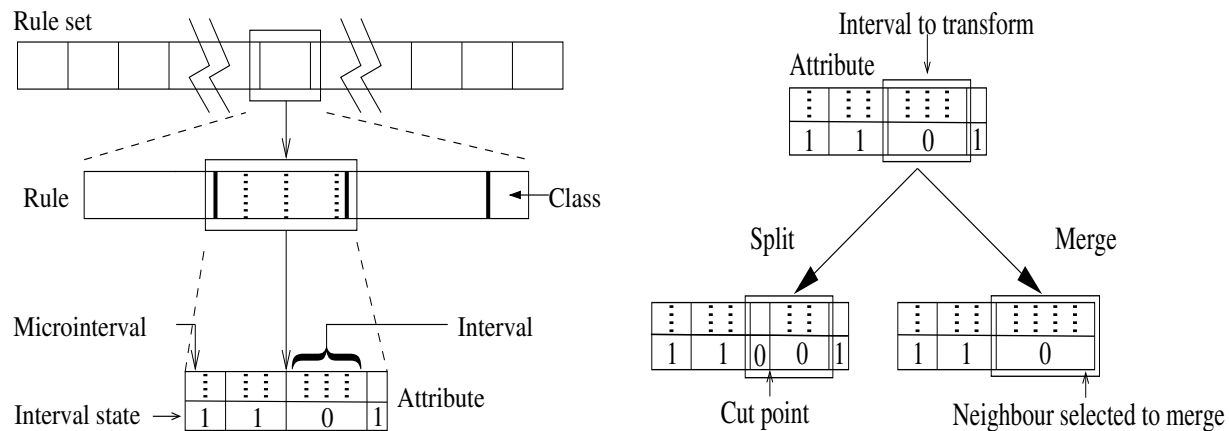 Rule set
Rule
Class
Microinterval
Interval
Interval state
1 1 0 1
Attribute
Interval to transform
Attribute
1 1 0 1
Split
Merge
1 1 0 0 1
1 1 0
Cut point
Neighbour selected to merge